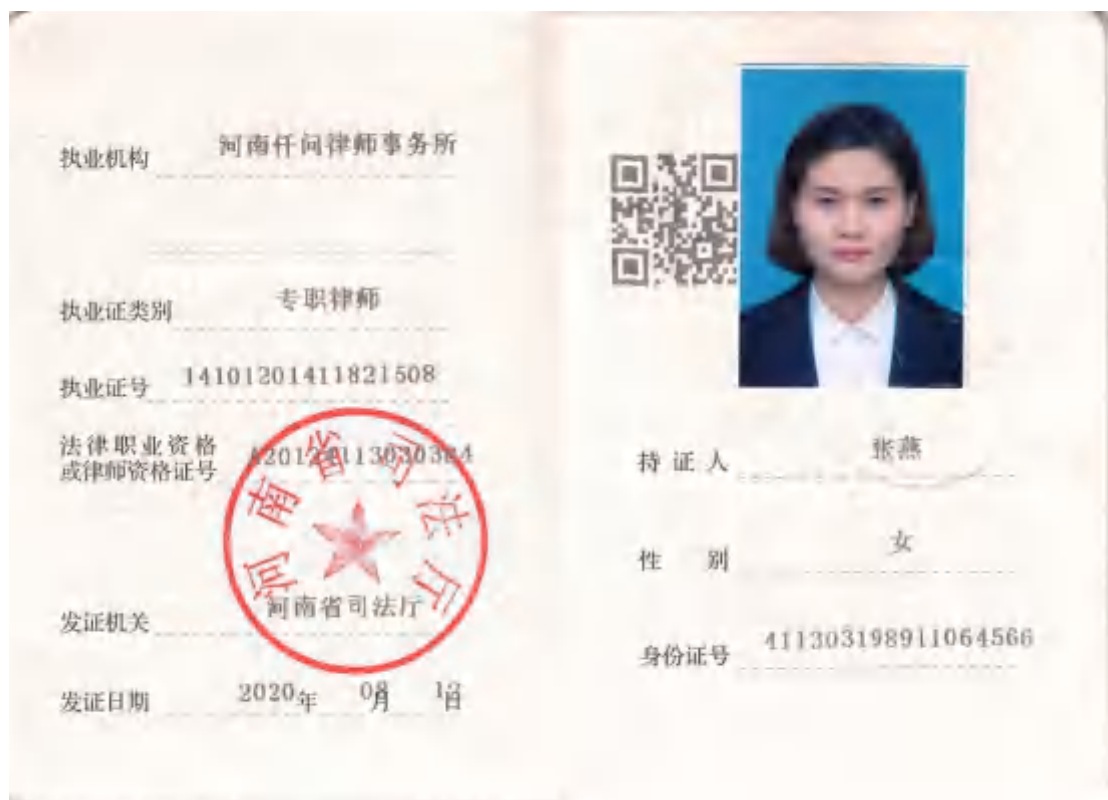 执业机构 河南仟问律师事务所
执业证类别 专职律师
执业证号 14101201411821508
法律职业资格
或律师资格证号
河南省司法厅
发证机关 河南省司法厅
发证日期 2020年 08月 12日
持证人 张燕
性别 女
身份证号 411303198911064566